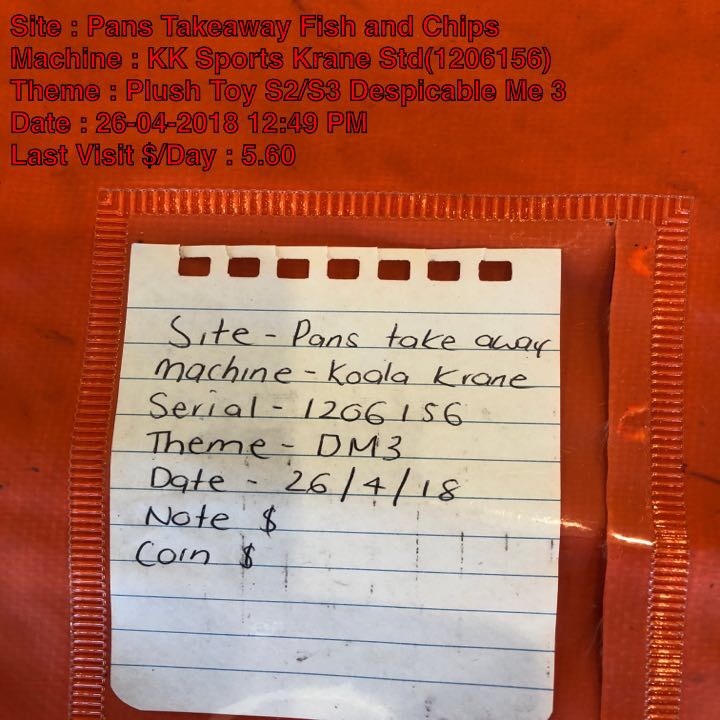 Site : Pans Takeaway Fish and Chips
Machine : KK Sports Krane Std(1206156)
Theme : Plush Toy S2/S3 Despicable Me 3
Date : 26-04-2018 12:49 PM
Last Visit $/Day : 5.60
Site - Pans take away
machine - Koala Krane
Serial - 1206156
Theme - DM3
Date - 26/4/18
Note $
Coin $